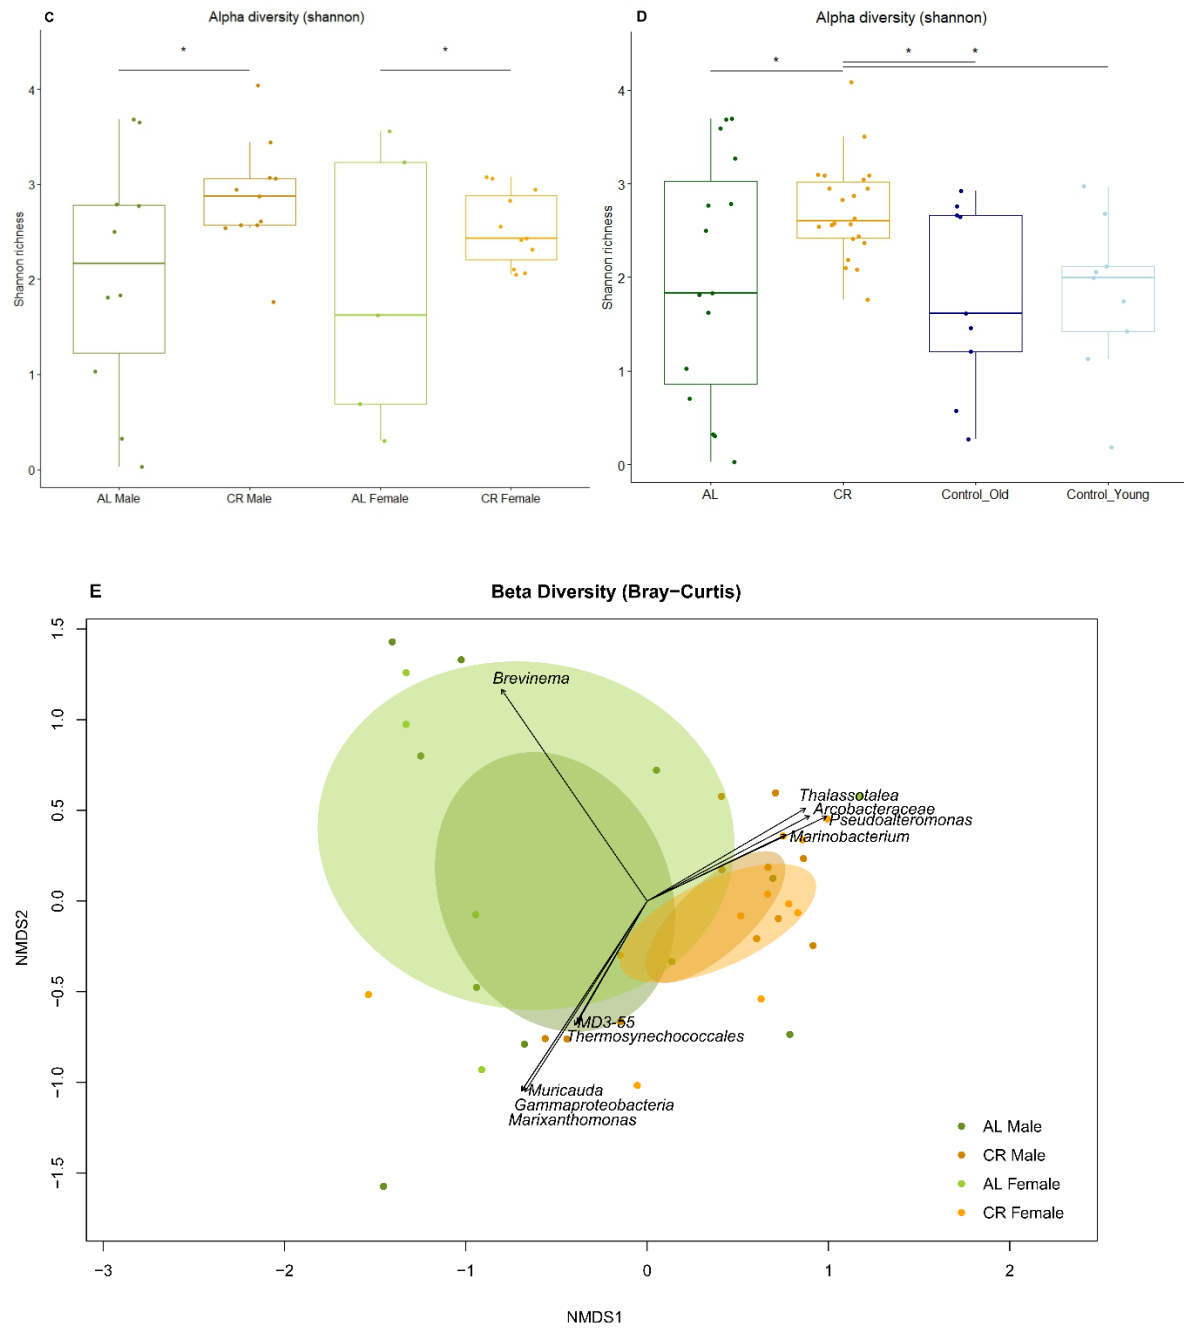 C
Alpha diversity (shannon)
*
*
Shannon richness
4
3
2
1
0
AL Male
CR Male
AL Female
CR Female
D
Alpha diversity (shannon)
*
*
*
Shannon richness
4
3
2
1
0
AL
CR
Control_Old
Control_Young
E
Beta Diversity (Bray−Curtis)
NMDS2
1.5
1.0
0.5
0.0
−0.5
−1.0
−1.5
Brevinema
Thalassotalea
Arcobacteraceae
Pseudoalteromonas
Marinobacterium
MD3-55
Thermosynechococcales
Muricauda
Gammaproteobacteria
Marixanthomonas
AL Male
CR Male
AL Female
CR Female
−3
−2
−1
0
1
2
NMDS1